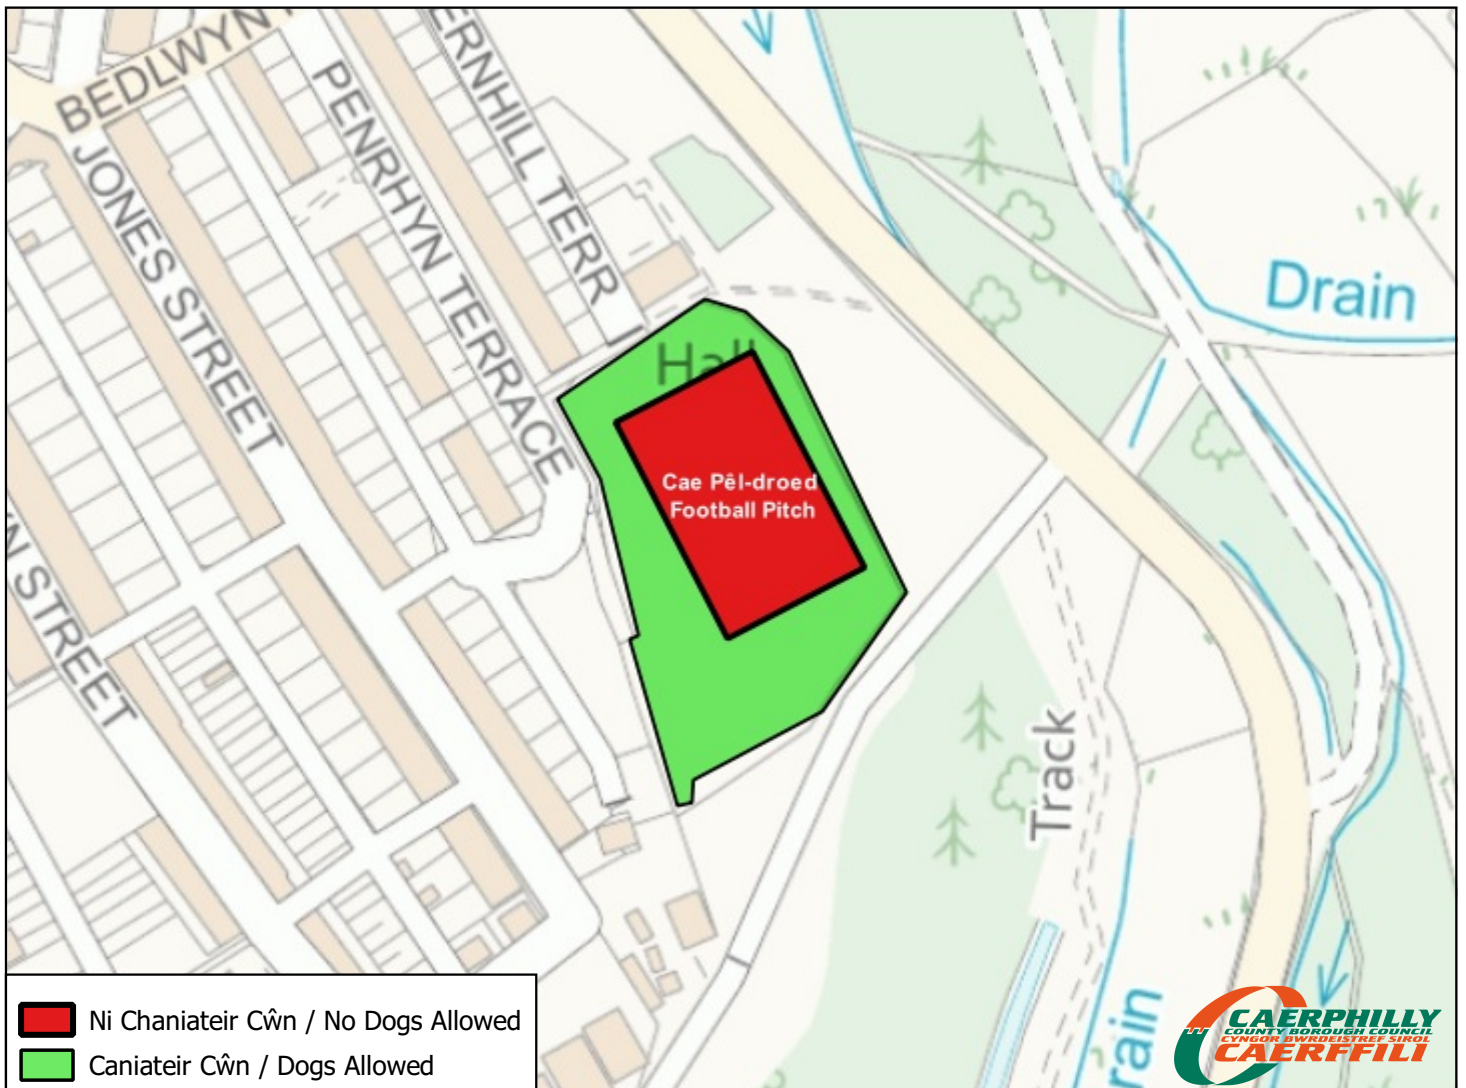 BEDLWYN
ERNHILL TERR
PENRHYN TERRACE
JONES STREET
YN STREET
Hall
Cae Pêl-droed
Football Pitch
Drain
Track
rain
Ni Chaniateir Cŵn / No Dogs Allowed
Caniateir Cŵn / Dogs Allowed
CAERPHILLY
COUNTY BOROUGH COUNCIL
CYNGOR BWRDEISTREF SIROL
CAERFFILI